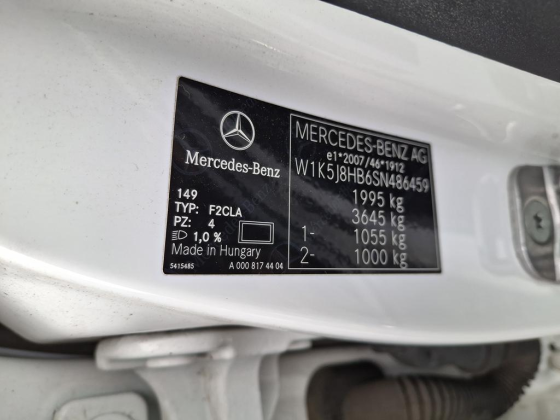 Mercedes-Benz
149
TYP: F2CLA
PZ: 4
1,0 %
Made in Hungary
5415485 A 000 817 44 04
MERCEDES-BENZ AG
e1*2007/46*1912
W1K5J8HB6SN486459
1995 kg
3645 kg
1- 1055 kg
2- 1000 kg